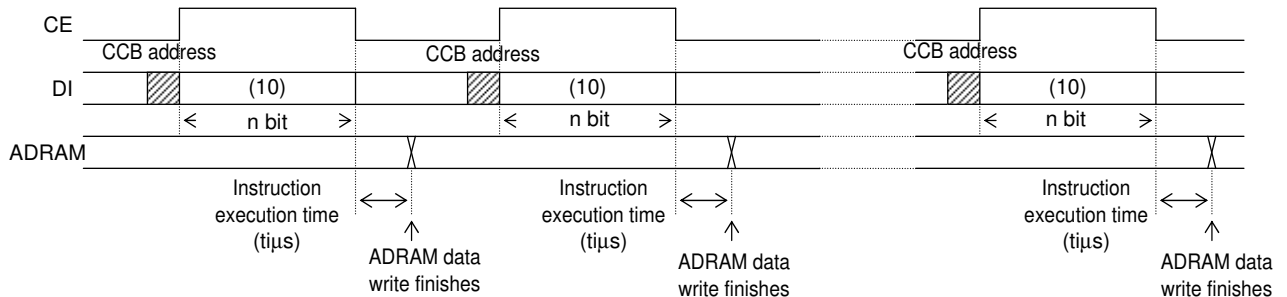 CE
CCB address CCB address CCB address
DI (10) (10) (10)
n bit n bit n bit
ADRAM
Instruction Instruction Instruction
execution time execution time execution time
(tiμs) (tiμs) (tiμs)
ADRAM data ADRAM data ADRAM data
write finishes write finishes write finishes